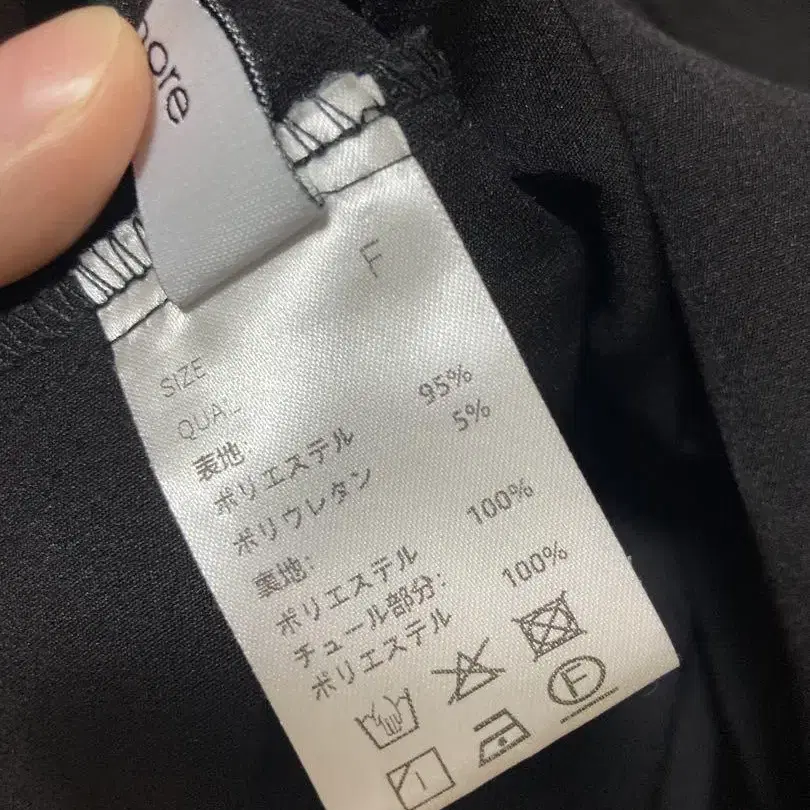 more
F
SIZE
QUAL
表地:
ポリエステル 95%
ポリウレタン 5%
裏地:
ポリエステル 100%
チュール部分:
ポリエステル 100%
F